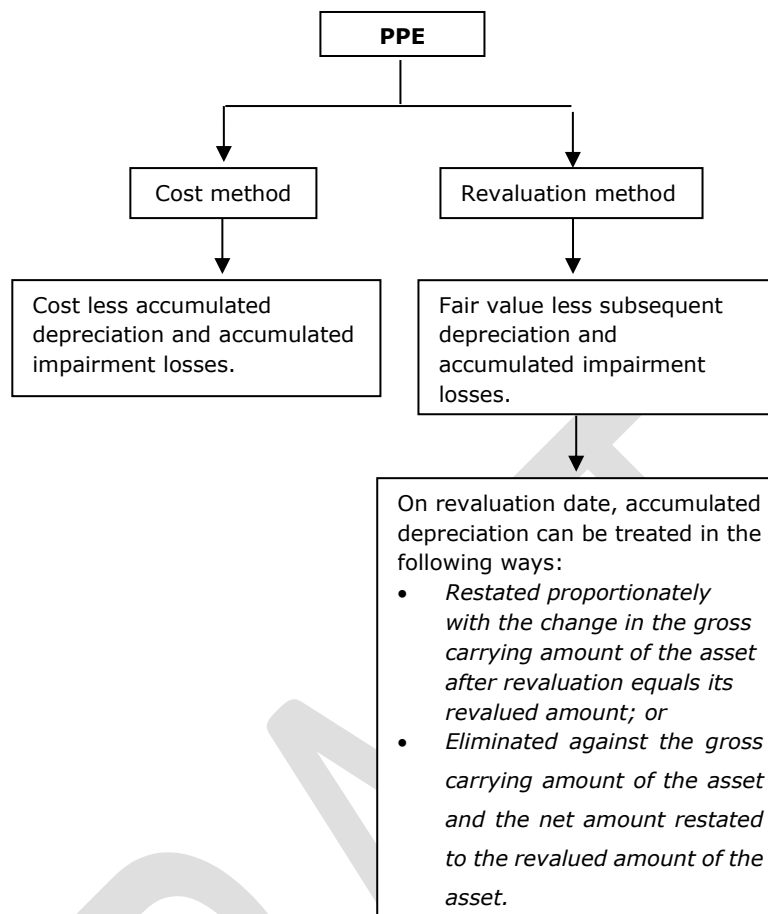 PPE
Cost method
Revaluation method
Cost less accumulated
depreciation and accumulated
impairment losses.
Fair value less subsequent
depreciation and
accumulated impairment
losses.
On revaluation date, accumulated
depreciation can be treated in the
following ways:
• Restated proportionately
with the change in the gross
carrying amount of the asset
after revaluation equals its
revalued amount; or
• Eliminated against the gross
carrying amount of the asset
and the net amount restated
to the revalued amount of the
asset.